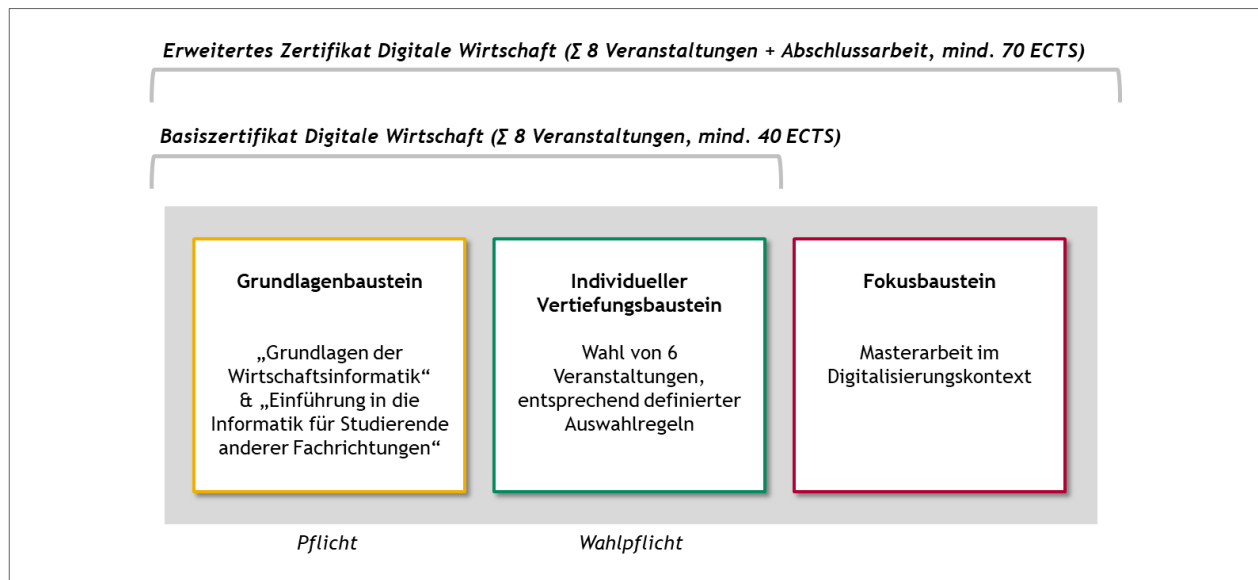 Erweitertes Zertifikat Digitale Wirtschaft (Σ 8 Veranstaltungen + Abschlussarbeit, mind. 70 ECTS)
Basiszertifikat Digitale Wirtschaft (Σ 8 Veranstaltungen, mind. 40 ECTS)
Grundlagenbaustein
„Grundlagen der
Wirtschaftsinformatik“
& „Einführung in die
Informatik für Studierende
anderer Fachrichtungen“
Individueller
Vertiefungsbaustein
Wahl von 6
Veranstaltungen,
entsprechend definierter
Auswahlregeln
Fokusbaustein
Masterarbeit im
Digitalisierungskontext
Pflicht
Wahlpflicht